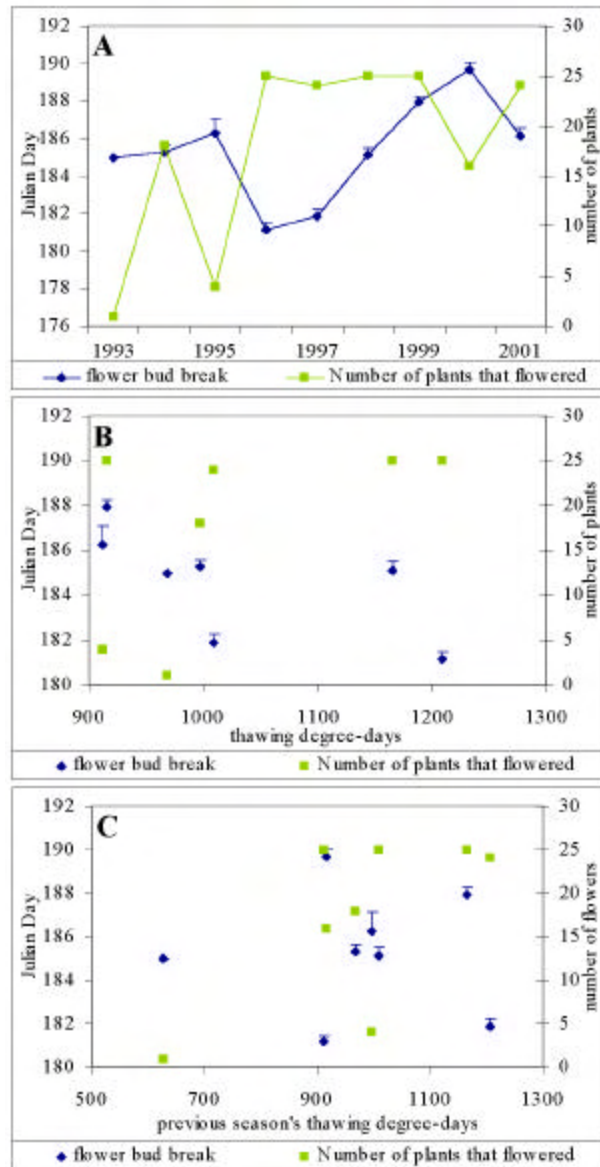 A
192
190
188
186
184
182
180
178
176
Julian Day
30
25
20
15
10
5
0
number of plants
1993 1995 1997 1999 2001
flower bud break Number of plants that flowered
B
192
190
188
186
184
182
180
Julian Day
30
25
20
15
10
5
0
number of plants
900 1000 1100 1200 1300
thawing degree-days
flower bud break Number of plants that flowered
C
192
190
188
186
184
182
180
Julian Day
30
25
20
15
10
5
0
number of flowers
500 700 900 1100 1300
previous season's thawing degree-days
flower bud break Number of plants that flowered